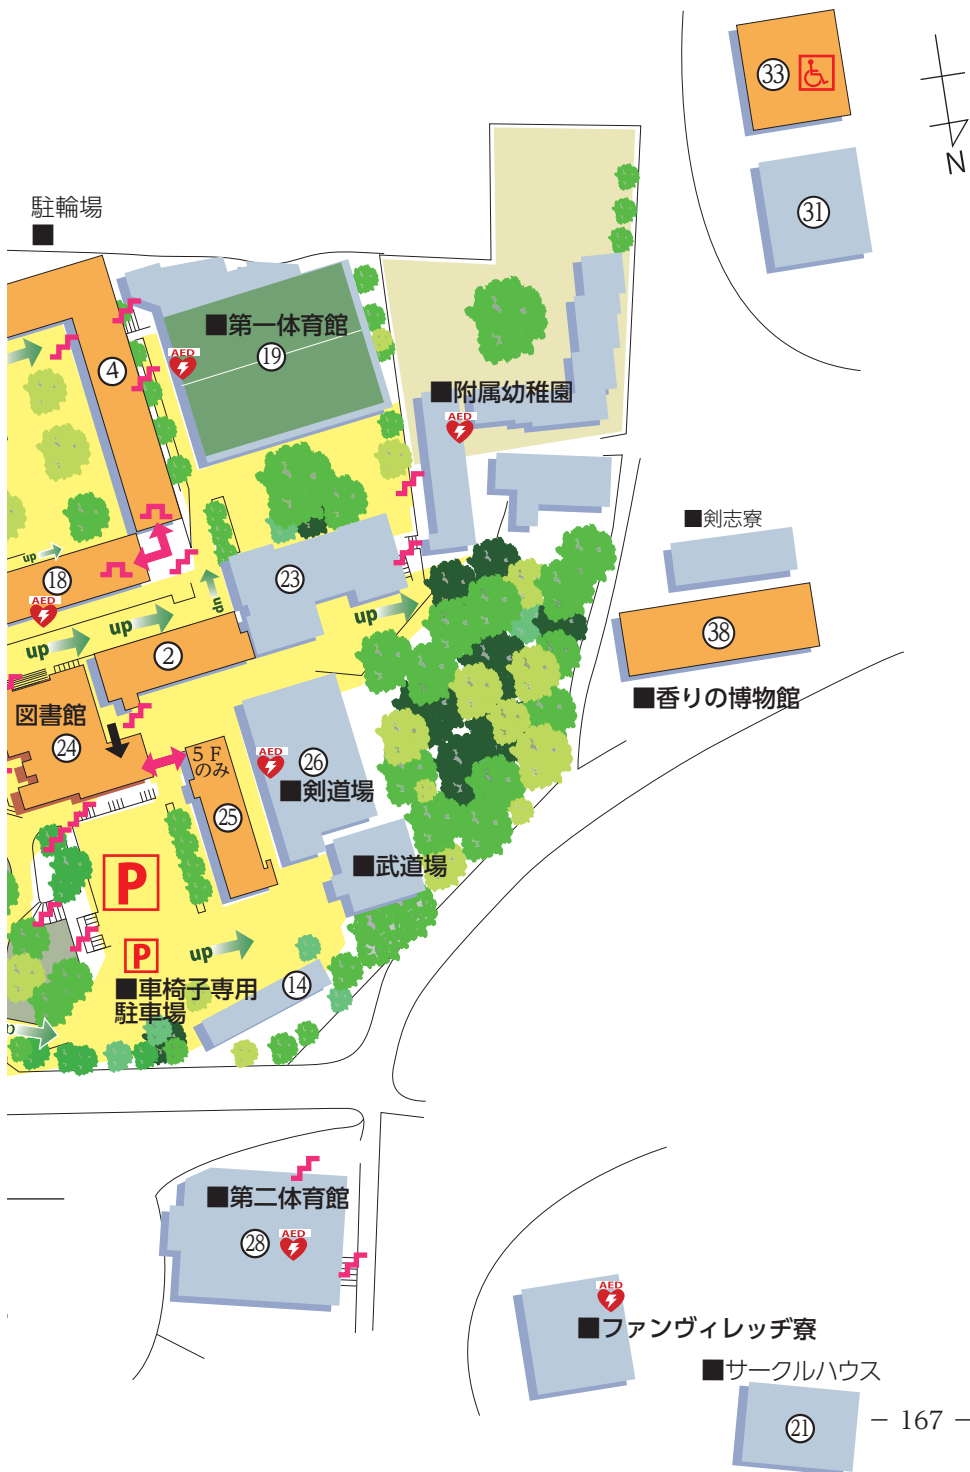 33
N
31
駐輪場
■
■第一体育館
19
AED
4
■附属幼稚園
AED
■剣志寮
up
18
AED
23
up
up
up
up
2
38
■香りの博物館
図書館
24
5F
のみ
AED
26
■剣道場
25
■武道場
P
P
up
■車椅子専用
駐車場
14
p
■第二体育館
28
AED
AED
■ファンヴィレッヂ寮
■サークルハウス
21
− 167 −